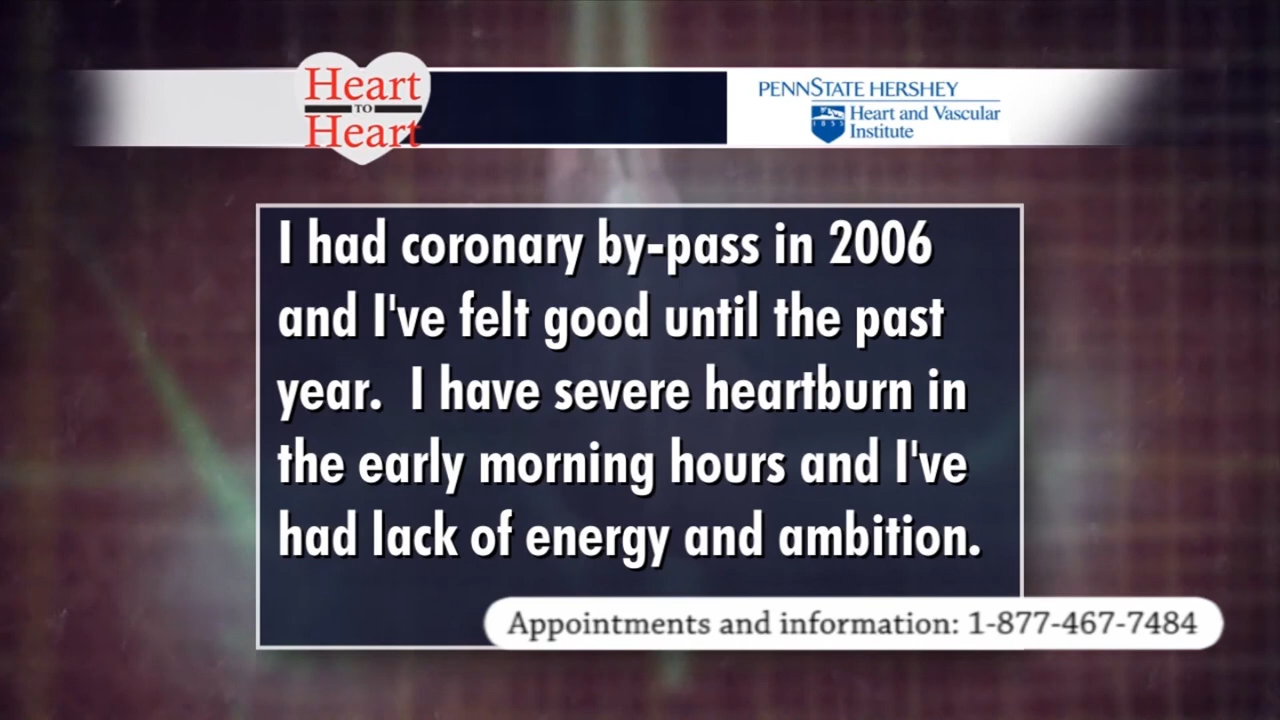 Heart
TO
Heart
PENNSTATE HERSHEY
Heart and Vascular
Institute
1855
I had coronary by-pass in 2006
and I've felt good until the past
year.  I have severe heartburn in
the early morning hours and I've
had lack of energy and ambition.
Appointments and information: 1-877-467-7484